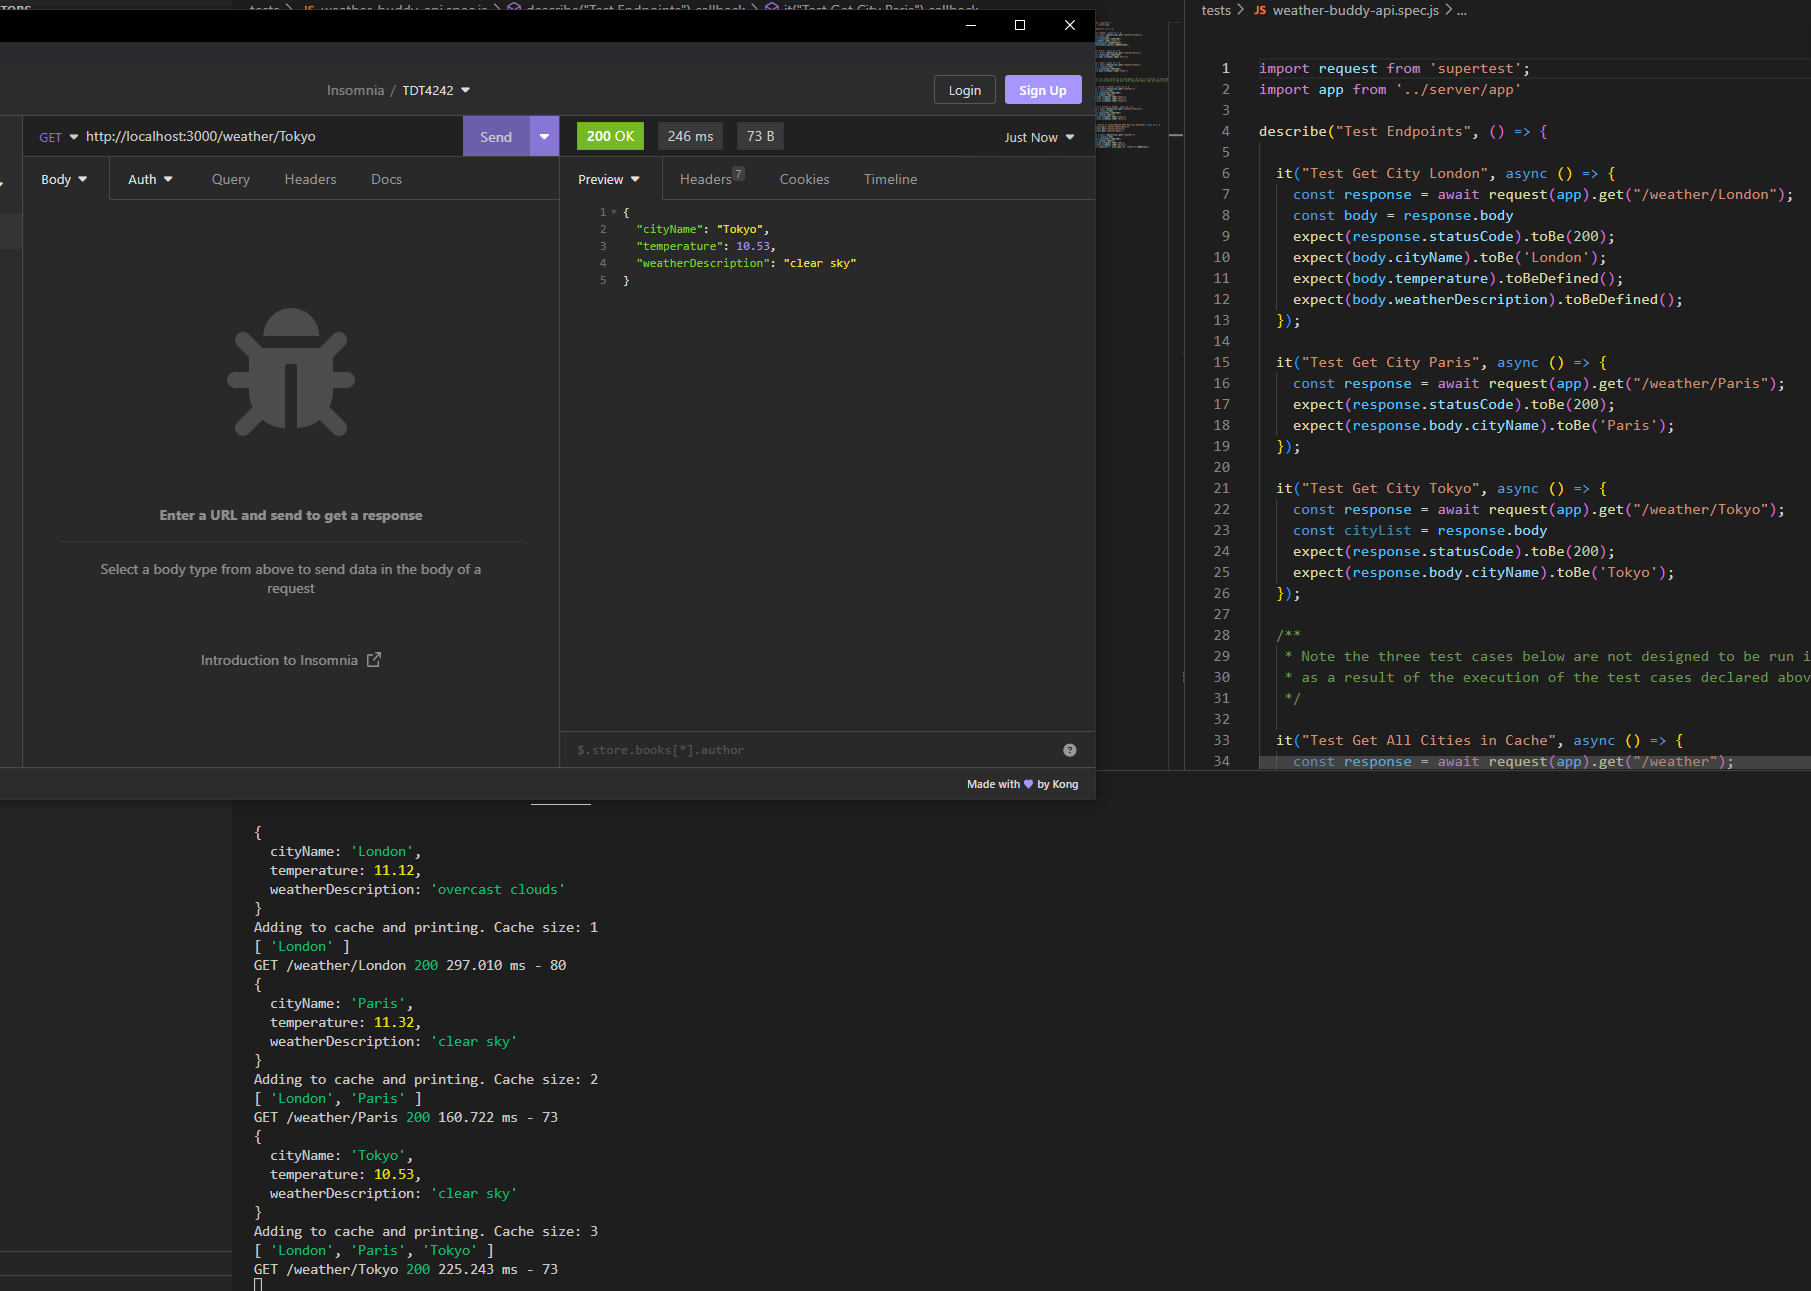 tests > JS weather-buddy-api.spec.js > ...
Insomnia / TDT4242
Login
Sign Up
GET http://localhost:3000/weather/Tokyo
Send
200 OK
246 ms
73 B
Just Now
Body
Auth
Query
Headers
Docs
Preview
Headers 7
Cookies
Timeline
1 {
2 "cityName": "Tokyo",
3 "temperature": 10.53,
4 "weatherDescription": "clear sky"
5 }
Enter a URL and send to get a response
Select a body type from above to send data in the body of a
request
Introduction to Insomnia
$.store.books[*].author
Made with by Kong
1 import request from 'supertest';
2 import app from '../server/app'
3
4 describe("Test Endpoints", () => {
5
6 it("Test Get City London", async () => {
7 const response = await request(app).get("/weather/London");
8 const body = response.body
9 expect(response.statusCode).toBe(200);
10 expect(body.cityName).toBe('London');
11 expect(body.temperature).toBeDefined();
12 expect(body.weatherDescription).toBeDefined();
13 });
14
15 it("Test Get City Paris", async () => {
16 const response = await request(app).get("/weather/Paris");
17 expect(response.statusCode).toBe(200);
18 expect(response.body.cityName).toBe('Paris');
19 });
20
21 it("Test Get City Tokyo", async () => {
22 const response = await request(app).get("/weather/Tokyo");
23 const cityList = response.body
24 expect(response.statusCode).toBe(200);
25 expect(response.body.cityName).toBe('Tokyo');
26 });
27
28 /**
29 * Note the three test cases below are not designed to be run i
30 * as a result of the execution of the test cases declared abov
31 */
32
33 it("Test Get All Cities in Cache", async () => {
34 const response = await request(app).get("/weather");
{
cityName: 'London',
temperature: 11.12,
weatherDescription: 'overcast clouds'
}
Adding to cache and printing. Cache size: 1
[ 'London' ]
GET /weather/London 200 297.010 ms - 80
{
cityName: 'Paris',
temperature: 11.32,
weatherDescription: 'clear sky'
}
Adding to cache and printing. Cache size: 2
[ 'London', 'Paris' ]
GET /weather/Paris 200 160.722 ms - 73
{
cityName: 'Tokyo',
temperature: 10.53,
weatherDescription: 'clear sky'
}
Adding to cache and printing. Cache size: 3
[ 'London', 'Paris', 'Tokyo' ]
GET /weather/Tokyo 200 225.243 ms - 73